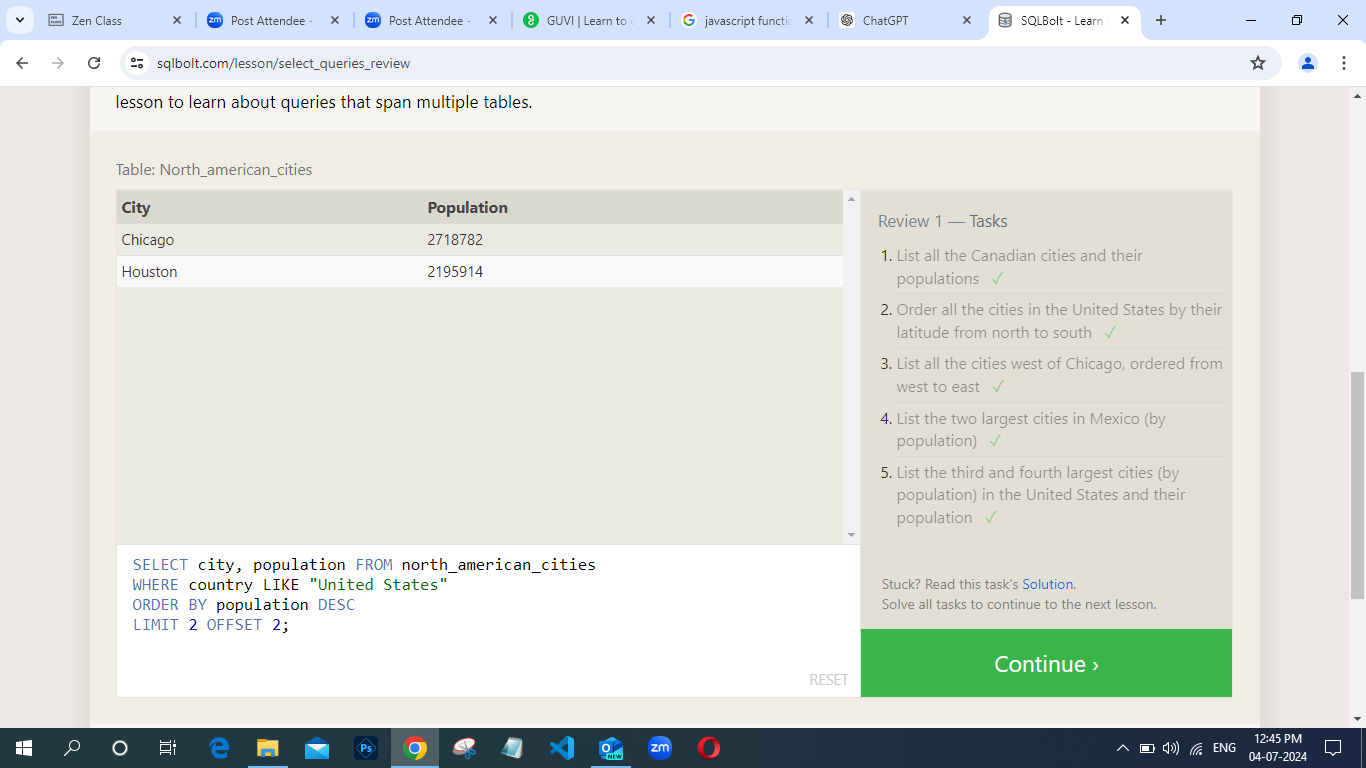 Zen Class
Post Attendee -
Post Attendee -
GUVI | Learn to c
javascript functi
ChatGPT
SQLBolt - Learn S
sqlbolt.com/lesson/select_queries_review
lesson to learn about queries that span multiple tables.
Table: North_american_cities
City Population
Chicago 2718782
Houston 2195914
Review 1 — Tasks
1. List all the Canadian cities and their
populations ✓
2. Order all the cities in the United States by their
latitude from north to south ✓
3. List all the cities west of Chicago, ordered from
west to east ✓
4. List the two largest cities in Mexico (by
population) ✓
5. List the third and fourth largest cities (by
population) in the United States and their
population ✓
SELECT city, population FROM north_american_cities
WHERE country LIKE "United States"
ORDER BY population DESC
LIMIT 2 OFFSET 2;
RESET
Stuck? Read this task's Solution.
Solve all tasks to continue to the next lesson.
Continue ›
Ps
NEW
zm
ENG
12:45 PM
04-07-2024